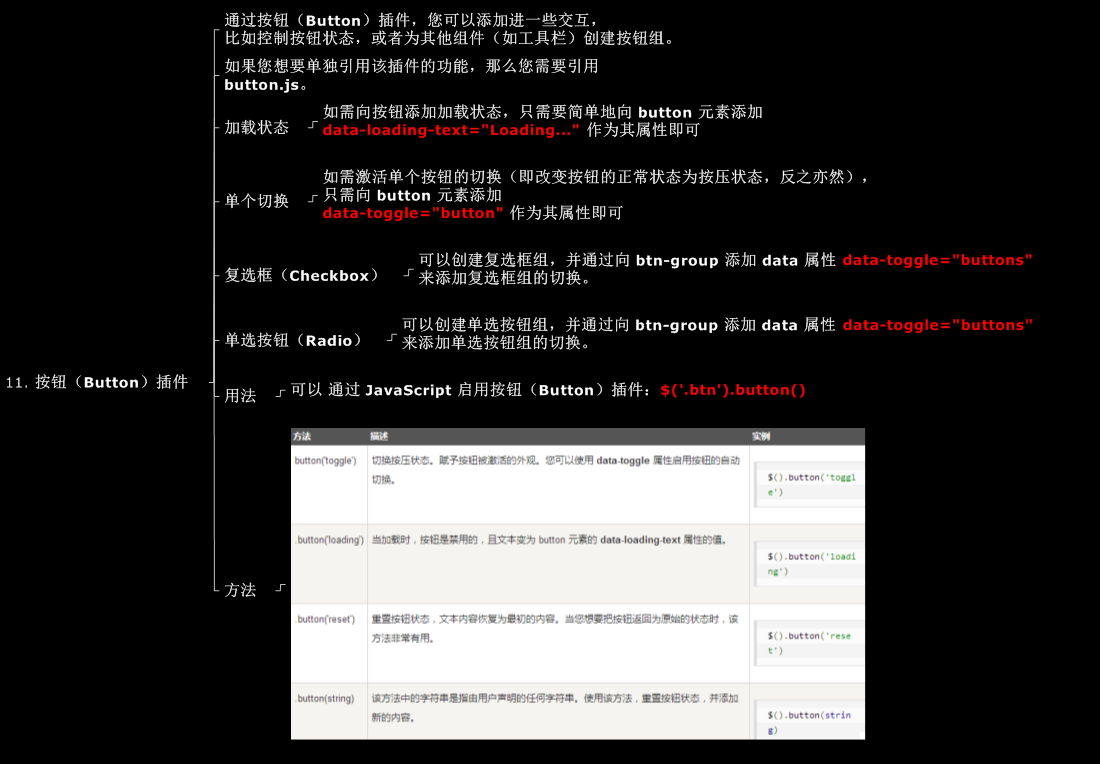 通过按钮（Button）插件，您可以添加进一些交互，
比如控制按钮状态，或者为其他组件（如工具栏）创建按钮组。
如果您想要单独引用该插件的功能，那么您需要引用
button.js。
加载状态
如需向按钮添加加载状态，只需要简单地向 button 元素添加
data-loading-text="Loading..." 作为其属性即可
单个切换
如需激活单个按钮的切换（即改变按钮的正常状态为按压状态，反之亦然），
只需向 button 元素添加
data-toggle="button" 作为其属性即可
复选框（Checkbox）
可以创建复选框组，并通过向 btn-group 添加 data 属性 data-toggle="buttons"
来添加复选框组的切换。
单选按钮（Radio）
可以创建单选按钮组，并通过向 btn-group 添加 data 属性 data-toggle="buttons"
来添加单选按钮组的切换。
11. 按钮（Button）插件
用法
可以 通过 JavaScript 启用按钮（Button）插件：$('.btn').button()
方法
方法 描述 实例
button('toggle') 切换按压状态。赋予按钮被激活的外观。您可以使用 data-toggle 属性启用按钮的自动
切换。
$().button('toggl
e')
.button('loading') 当加载时，按钮是禁用的，且文本变为 button 元素的 data-loading-text 属性的值。
$().button('loadi
ng')
.button('reset') 重置按钮状态，文本内容恢复为最初的内容。当您想要把按钮返回为原始的状态时，该
方法非常有用。
$().button('rese
t')
.button(string) 该方法中的字符串是指由用户声明的任何字符串。使用该方法，重置按钮状态，并添加
新的内容。
$().button(strin
g)